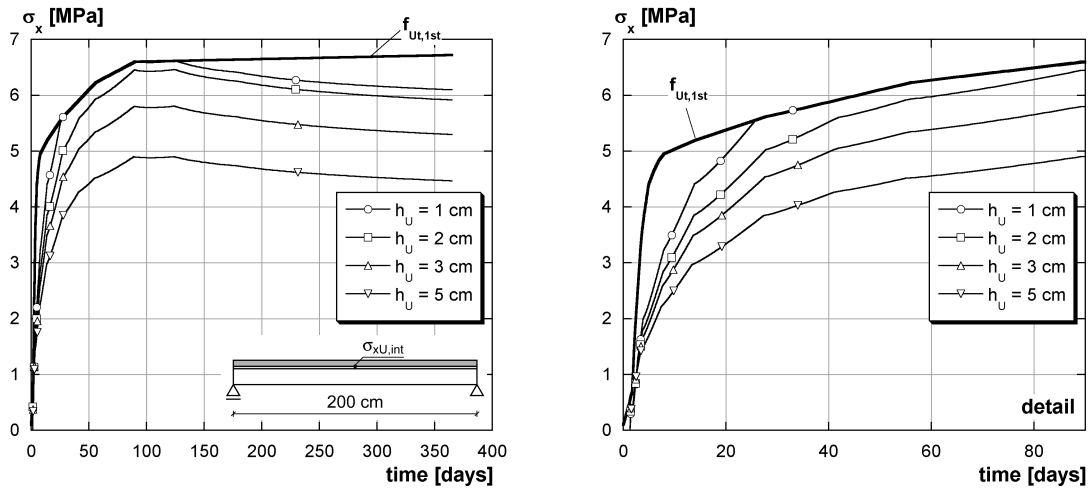 σx [MPa]
fUt,1st
7
6
5
4
3
2
1
0
hU = 1 cm
hU = 2 cm
hU = 3 cm
hU = 5 cm
σxU,int
200 cm
0 50 100 150 200 250 300 350 400
time [days]
σx [MPa]
7
6
5
4
3
2
1
0
fUt,1st
hU = 1 cm
hU = 2 cm
hU = 3 cm
hU = 5 cm
detail
0 20 40 60 80
time [days]